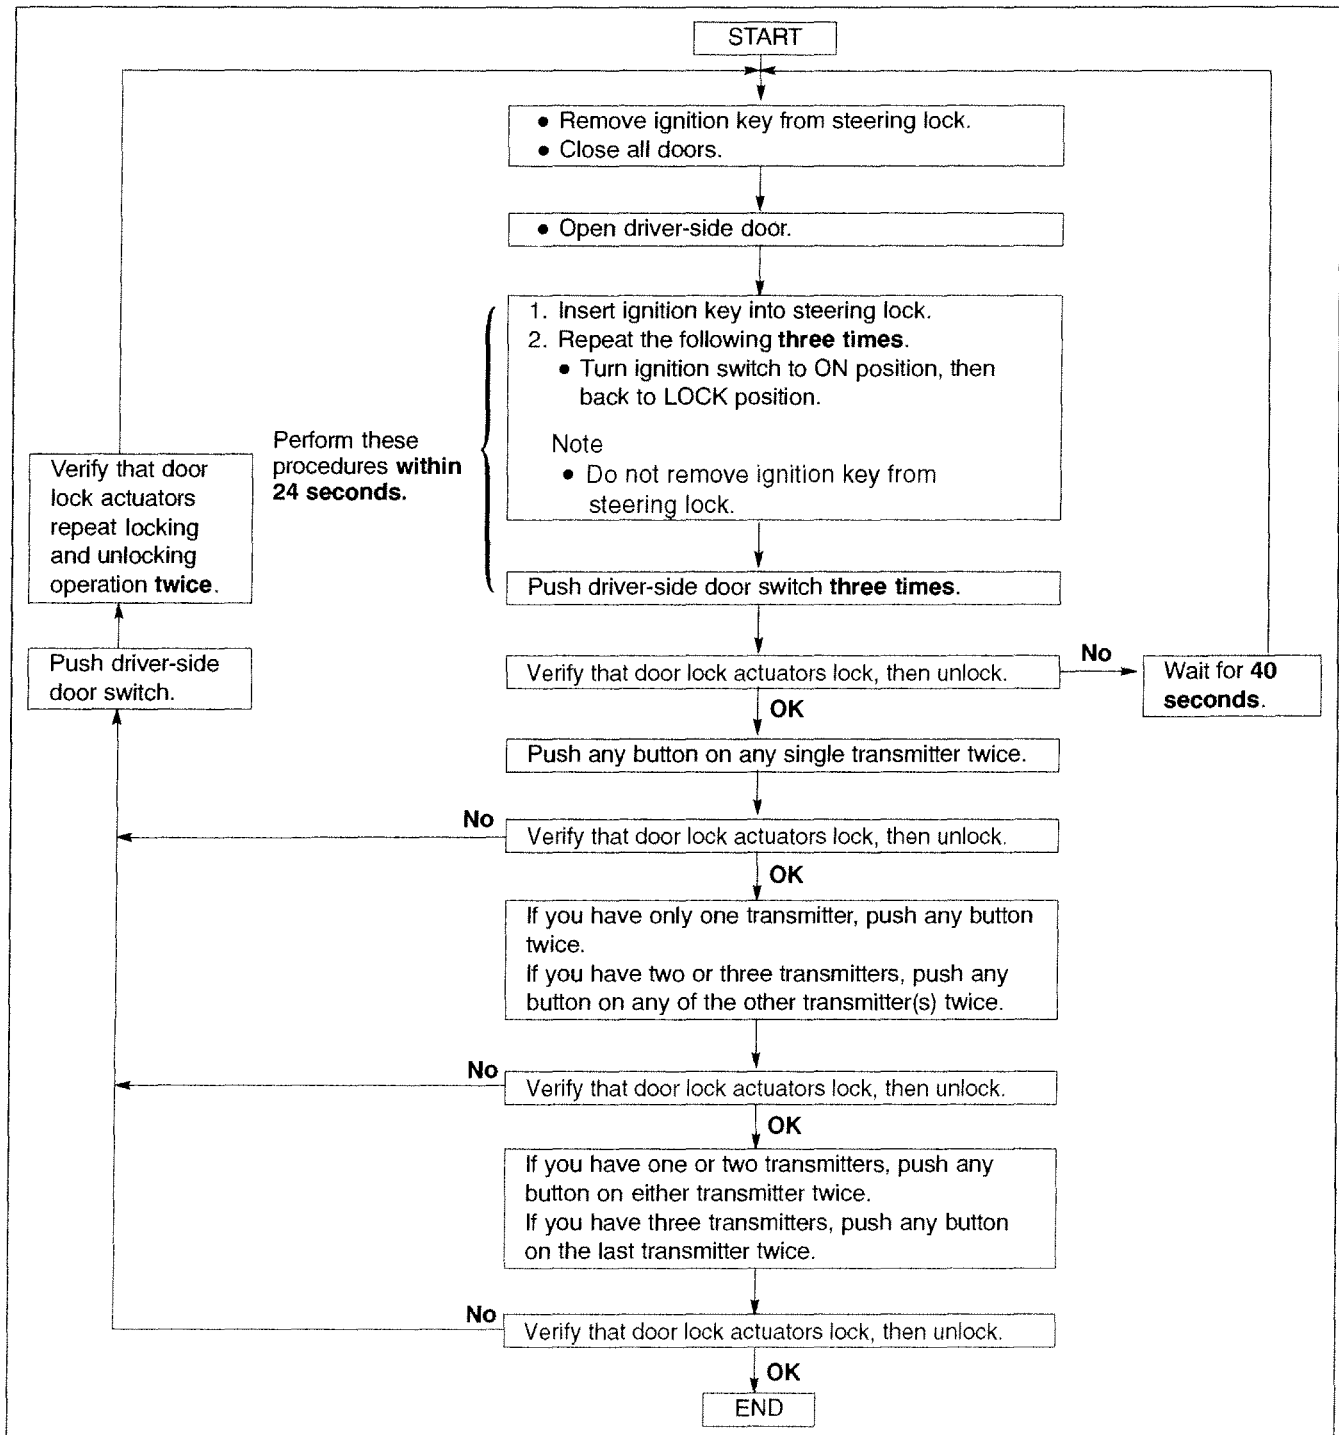 START
• Remove ignition key from steering lock.
• Close all doors.
• Open driver-side door.
Perform these
procedures within
24 seconds.
1. Insert ignition key into steering lock.
2. Repeat the following three times.
• Turn ignition switch to ON position, then
back to LOCK position.
Note
• Do not remove ignition key from
steering lock.
Push driver-side door switch three times.
Verify that door lock actuators lock, then unlock.
No
Wait for 40
seconds.
OK
Push any button on any single transmitter twice.
No
Verify that door lock actuators lock, then unlock.
OK
If you have only one transmitter, push any button
twice.
If you have two or three transmitters, push any
button on any of the other transmitter(s) twice.
No
Verify that door lock actuators lock, then unlock.
OK
If you have one or two transmitters, push any
button on either transmitter twice.
If you have three transmitters, push any button
on the last transmitter twice.
No
Verify that door lock actuators lock, then unlock.
OK
END
Push driver-side
door switch.
Verify that door
lock actuators
repeat locking
and unlocking
operation twice.